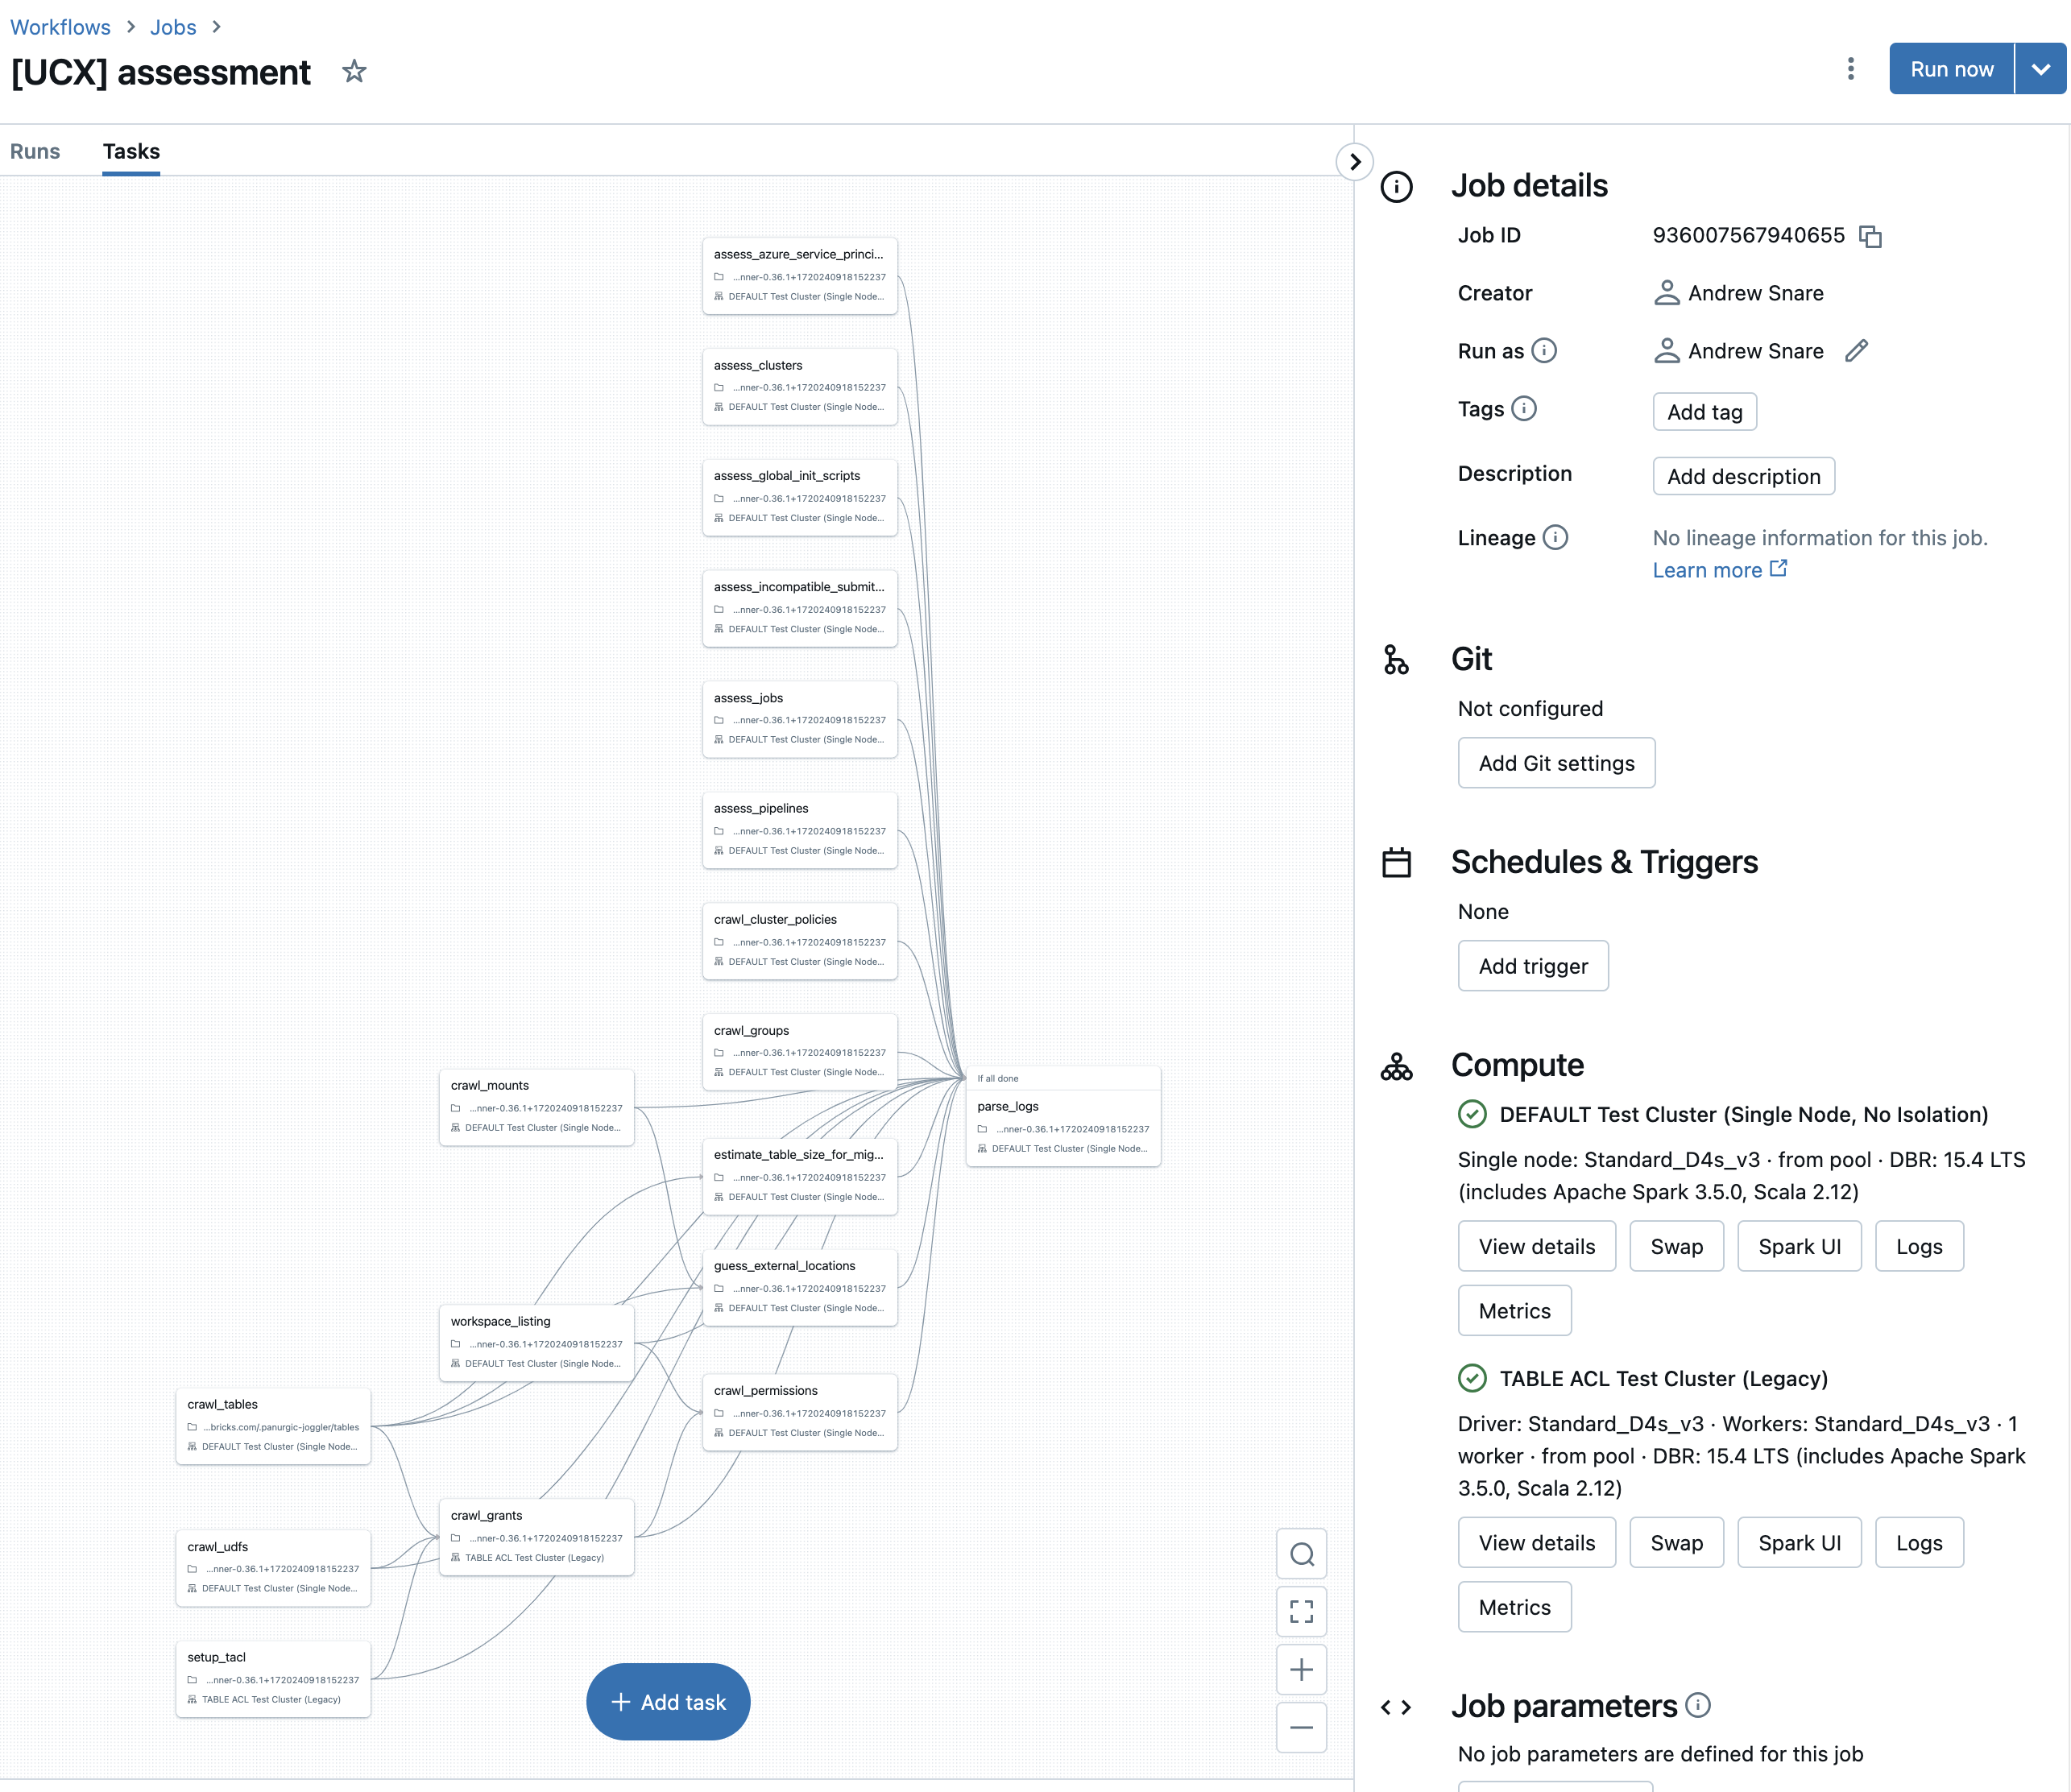 Workflows > Jobs >
[UCX] assessment
Run now
Runs
Tasks
assess_azure_service_princi...
...nner-0.36.1+1720240918152237
DEFAULT Test Cluster (Single Node...
assess_clusters
...nner-0.36.1+1720240918152237
DEFAULT Test Cluster (Single Node...
assess_global_init_scripts
...nner-0.36.1+1720240918152237
DEFAULT Test Cluster (Single Node...
assess_incompatible_submit...
...nner-0.36.1+1720240918152237
DEFAULT Test Cluster (Single Node...
assess_jobs
...nner-0.36.1+1720240918152237
DEFAULT Test Cluster (Single Node...
assess_pipelines
...nner-0.36.1+1720240918152237
DEFAULT Test Cluster (Single Node...
crawl_cluster_policies
...nner-0.36.1+1720240918152237
DEFAULT Test Cluster (Single Node...
crawl_groups
...nner-0.36.1+1720240918152237
DEFAULT Test Cluster (Single Node...
crawl_mounts
...nner-0.36.1+1720240918152237
DEFAULT Test Cluster (Single Node...
If all done
parse_logs
...nner-0.36.1+1720240918152237
DEFAULT Test Cluster (Single Node...
estimate_table_size_for_mig...
...nner-0.36.1+1720240918152237
DEFAULT Test Cluster (Single Node...
guess_external_locations
...nner-0.36.1+1720240918152237
DEFAULT Test Cluster (Single Node...
workspace_listing
...nner-0.36.1+1720240918152237
DEFAULT Test Cluster (Single Node...
crawl_permissions
...nner-0.36.1+1720240918152237
DEFAULT Test Cluster (Single Node...
crawl_tables
...bricks.com/.panurgic-joggler/tables
DEFAULT Test Cluster (Single Node...
crawl_grants
...nner-0.36.1+1720240918152237
TABLE ACL Test Cluster (Legacy)
crawl_udfs
...nner-0.36.1+1720240918152237
DEFAULT Test Cluster (Single Node...
setup_tacl
...nner-0.36.1+1720240918152237
TABLE ACL Test Cluster (Legacy)
+ Add task
Job details
Job ID 936007567940655
Creator Andrew Snare
Run as Andrew Snare
Tags Add tag
Description Add description
Lineage No lineage information for this job.
Learn more
Git
Not configured
Add Git settings
Schedules & Triggers
None
Add trigger
Compute
DEFAULT Test Cluster (Single Node, No Isolation)
Single node: Standard_D4s_v3 · from pool · DBR: 15.4 LTS
(includes Apache Spark 3.5.0, Scala 2.12)
View details Swap Spark UI Logs
Metrics
TABLE ACL Test Cluster (Legacy)
Driver: Standard_D4s_v3 · Workers: Standard_D4s_v3 · 1
worker · from pool · DBR: 15.4 LTS (includes Apache Spark
3.5.0, Scala 2.12)
View details Swap Spark UI Logs
Metrics
Job parameters
No job parameters are defined for this job